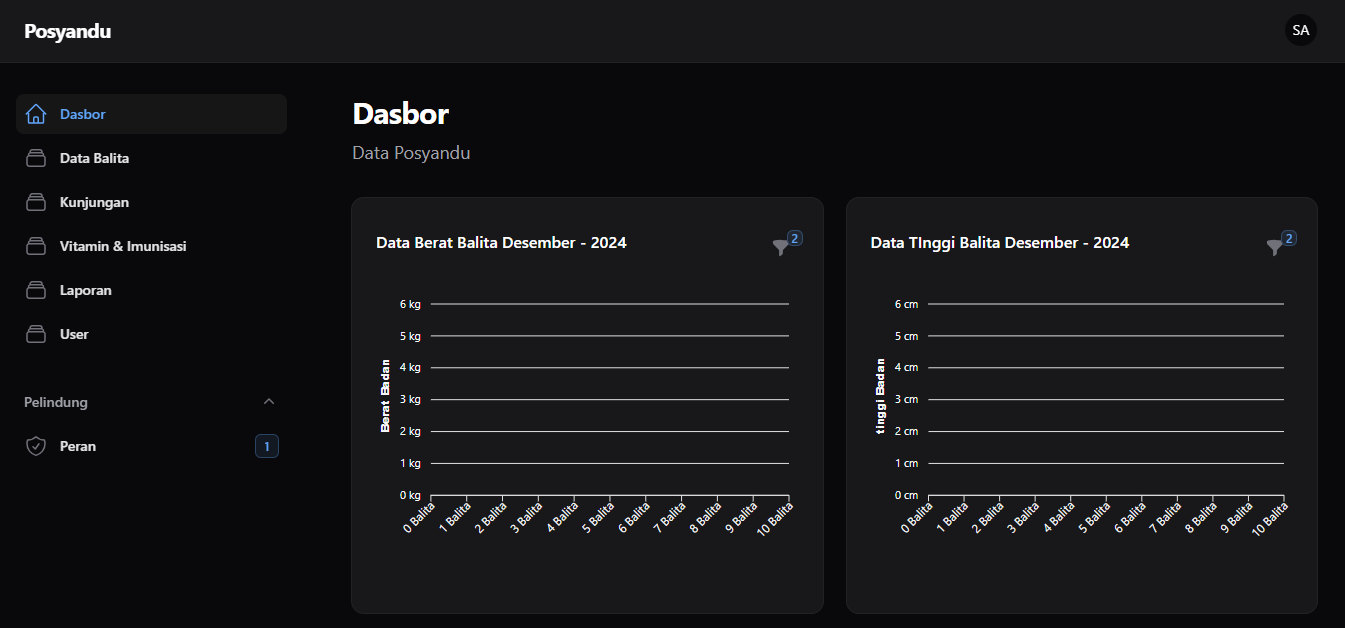 Posyandu
SA
Dasbor
Data Balita
Kunjungan
Vitamin & Imunisasi
Laporan
User
Pelindung
Peran
1
Dasbor
Data Posyandu
Data Berat Balita Desember - 2024
2
Berat Badan
6 kg
5 kg
4 kg
3 kg
2 kg
1 kg
0 kg
0 Balita
1 Balita
2 Balita
3 Balita
4 Balita
5 Balita
6 Balita
7 Balita
8 Balita
9 Balita
10 Balita
Data TInggi Balita Desember - 2024
2
tinggi Badan
6 cm
5 cm
4 cm
3 cm
2 cm
1 cm
0 cm
0 Balita
1 Balita
2 Balita
3 Balita
4 Balita
5 Balita
6 Balita
7 Balita
8 Balita
9 Balita
10 Balita